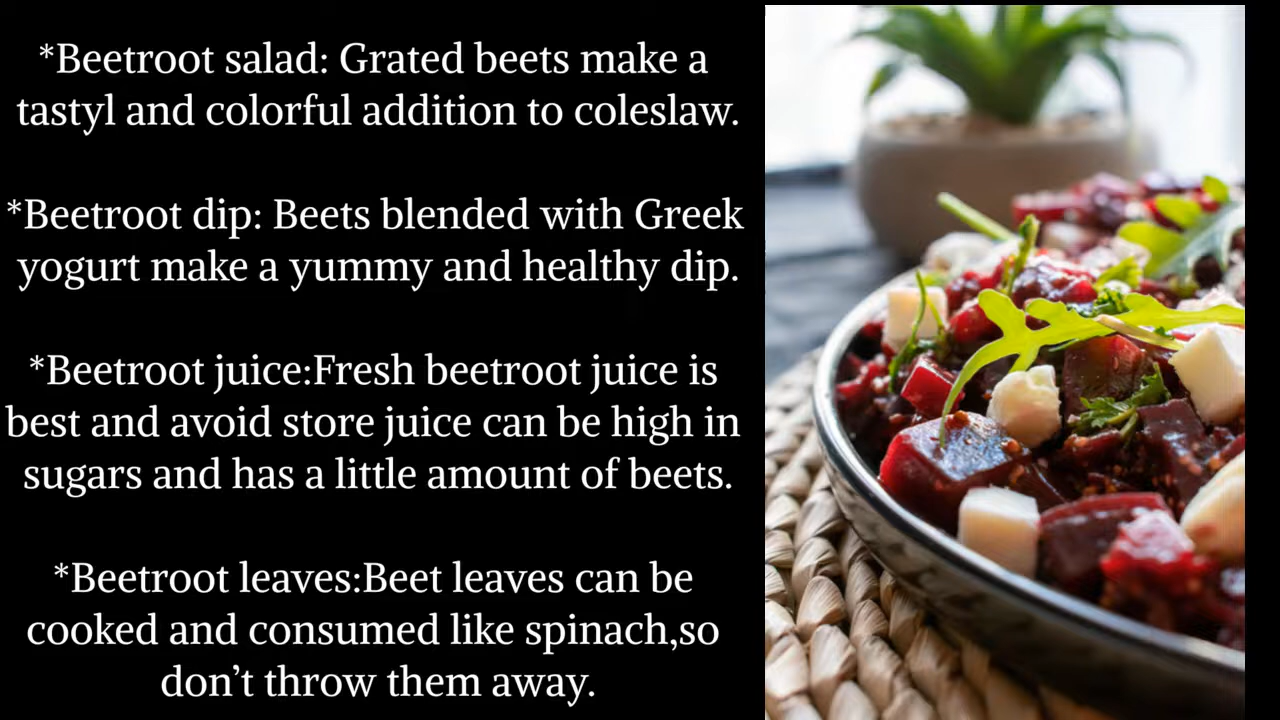 *Beetroot salad: Grated beets make a
tastyl and colorful addition to coleslaw.
*Beetroot dip: Beets blended with Greek
yogurt make a yummy and healthy dip.
*Beetroot juice:Fresh beetroot juice is
best and avoid store juice can be high in
sugars and has a little amount of beets.
*Beetroot leaves:Beet leaves can be
cooked and consumed like spinach,so
don’t throw them away.